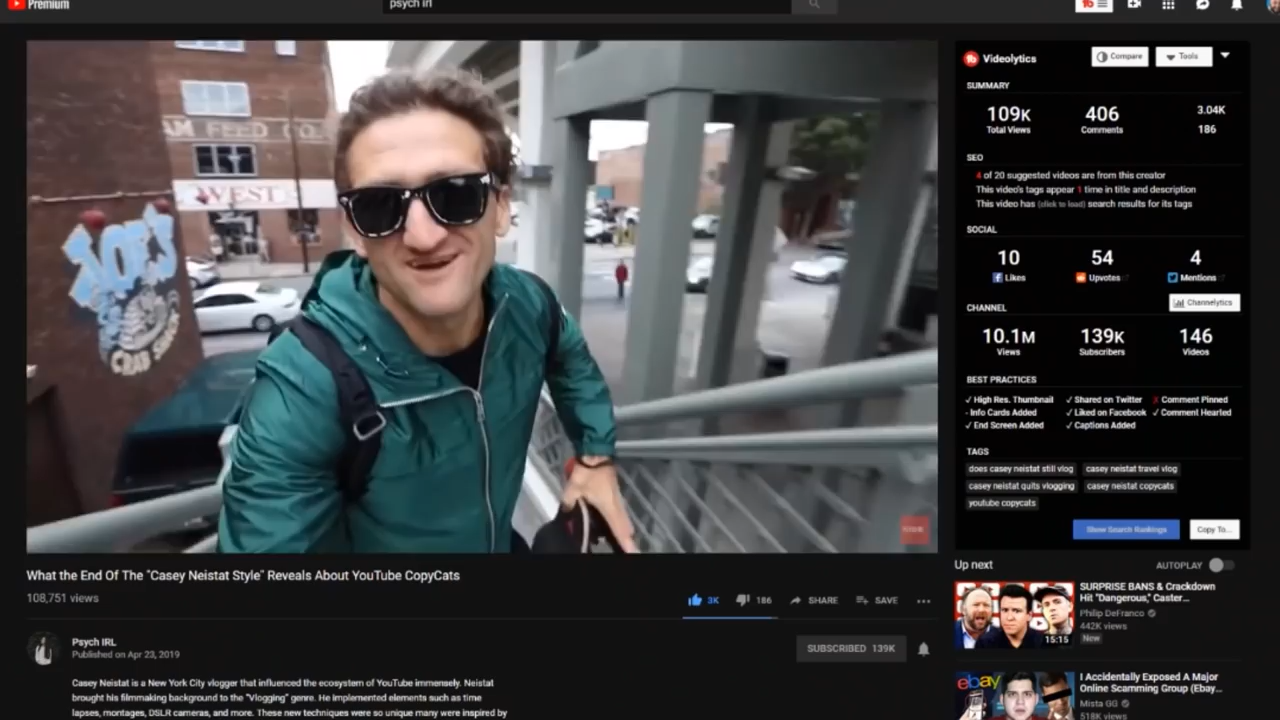 Premium
psych irl
AM FEED CO.
WEST
JOE'S
CRAB SHACK
What the End Of The "Casey Neistat Style" Reveals About YouTube CopyCats
108,751 views
3K 186 SHARE SAVE
Psych IRL
Published on Apr 23, 2019
SUBSCRIBED 139K
Casey Neistat is a New York City vlogger that influenced the ecosystem of YouTube immensely. Neistat
brought his filmmaking background to the "Vlogging" genre. He implemented elements such as time
lapses, montages, DSLR cameras, and more. These new techniques were so unique many were inspired by
Videolytics Compare Tools
SUMMARY
109K 406 3.04K
Total Views Comments 186
SEO
4 of 20 suggested videos are from this creator
This video's tags appear 1 time in title and description
This video has (click to load) search results for its tags
SOCIAL
10 54 4
Likes Upvotes Mentions
CHANNEL Channelytics
10.1M 139K 146
Views Subscribers Videos
BEST PRACTICES
✓ High Res. Thumbnail ✓ Shared on Twitter ✗ Comment Pinned
- Info Cards Added ✓ Liked on Facebook ✓ Comment Hearted
✓ End Screen Added ✓ Captions Added
TAGS
does casey neistat still vlog casey neistat travel vlog
casey neistat quits vlogging casey neistat copycats
youtube copycats
Show Search Rankings Copy To...
Up next AUTOPLAY
SURPRISE BANS & Crackdown
Hit "Dangerous," Caster...
Philip DeFranco
442K views
New
15:15
ebay
I Accidentally Exposed A Major
Online Scamming Group (Ebay...
Mista GG
518K views